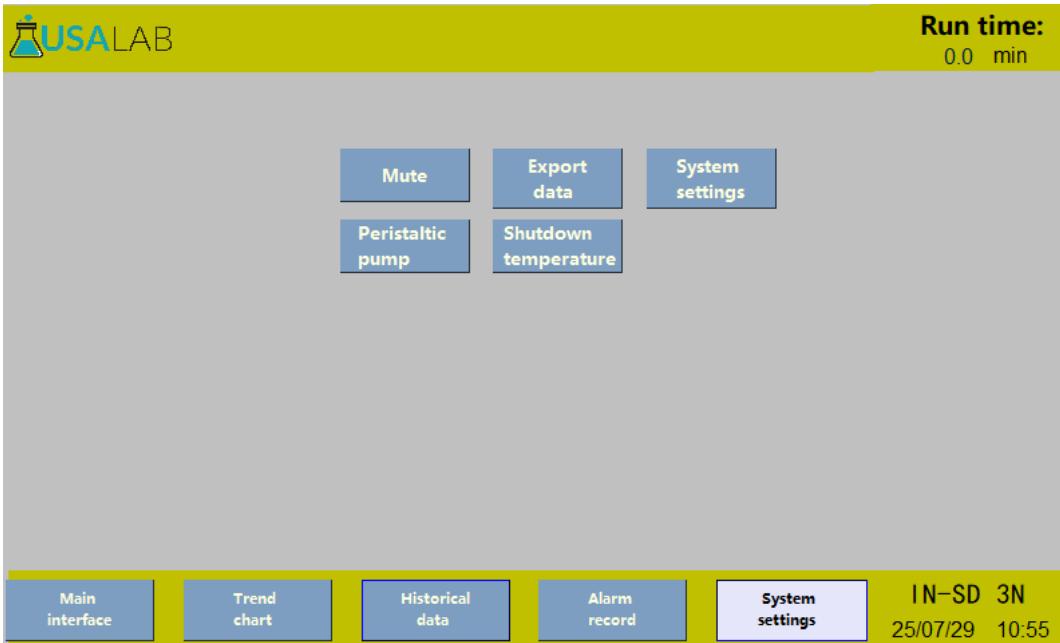 USALAB
Run time:
0.0 min
Mute
Export
data
System
settings
Peristaltic
pump
Shutdown
temperature
Main
interface
Trend
chart
Historical
data
Alarm
record
System
settings
IN-SD 3N
25/07/29 10:55